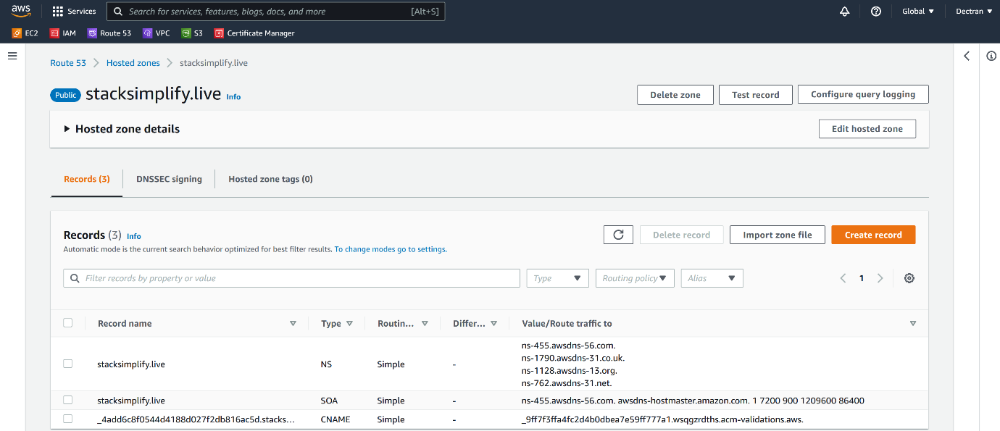 aws
Services
Search for services, features, blogs, docs, and more [Alt+S]
Global
Dectran
EC2 IAM Route 53 VPC S3 Certificate Manager
Route 53 Hosted zones stacksimplify.live
Public stacksimplify.live Info
Delete zone Test record Configure query logging
Hosted zone details
Edit hosted zone
Records (3) DNSSEC signing Hosted zone tags (0)
Records (3) Info
Delete record Import zone file Create record
Automatic mode is the current search behavior optimized for best filter results. To change modes go to settings.
Filter records by property or value Type Routing policy Alias 1
Record name Type Routin... Differ... Value/Route traffic to
ns-455.awsdns-56.com.
ns-1790.awsdns-31.co.uk.
stacksimplify.live NS Simple -
ns-1128.awsdns-13.org.
ns-762.awsdns-31.net.
stacksimplify.live SOA Simple - ns-455.awsdns-56.com. awsdns-hostmaster.amazon.com. 1 7200 900 1209600 86400
_4add6c8f0544d4188d027f2db816ac5d.stacks... CNAME Simple - _9ff7f3ffa4fc2d4b0dbea7e59ff777a1.wsqgzrdths.acm-validations.aws.